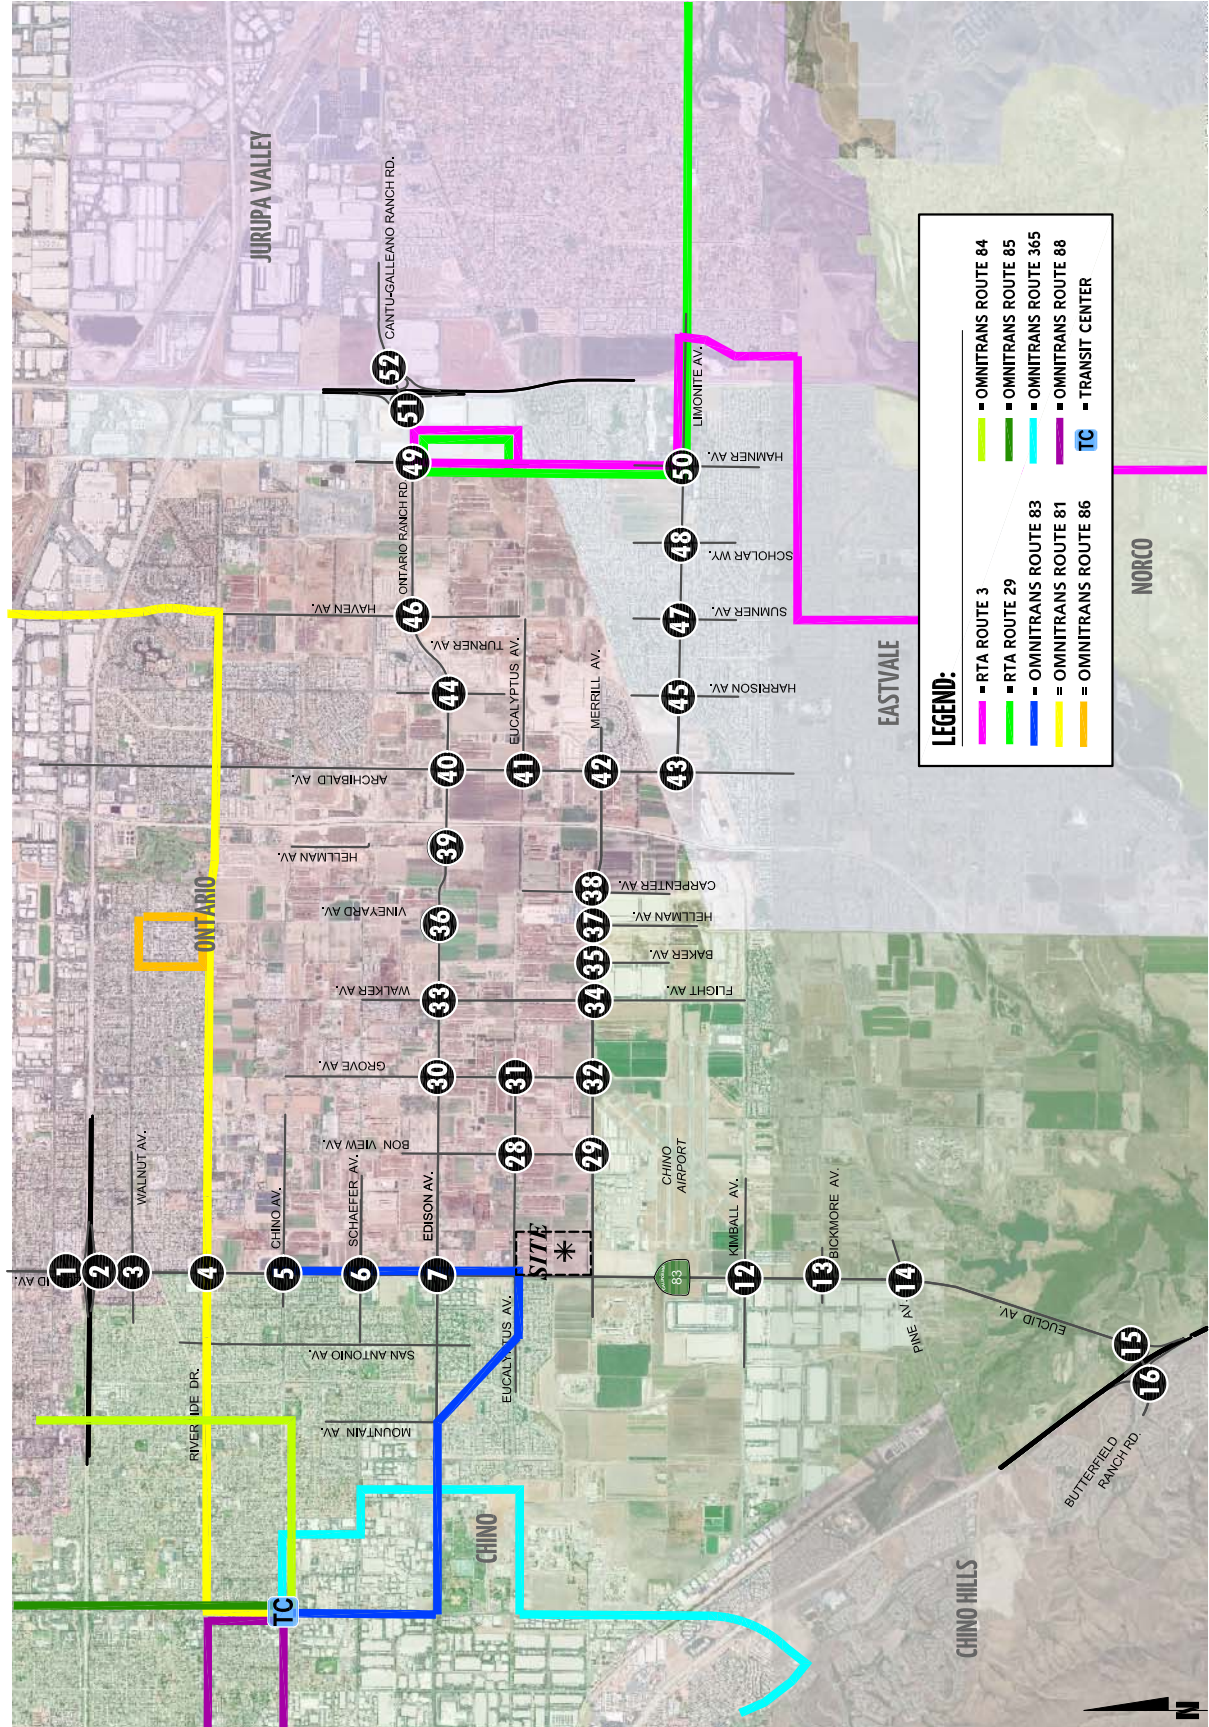 JURUPA VALLEY
CANTU-GALLEANO RANCH RD.
52
51
49
ONTARIO RANCH RD.
LIMONITE AV.
HAMNER AV.
50
48
SCHOLAR WY.
HAVEN AV.
46
TURNER AV.
EUCALYPTUS AV.
MERRILL AV.
47
SUMNER AV.
44
45
HARRISON AV.
ARCHIBALD AV.
40
41
42
43
EASTVALE
NORCO
LEGEND:
= RTA ROUTE 3
= OMNITRANS ROUTE 84
= RTA ROUTE 29
= OMNITRANS ROUTE 85
= OMNITRANS ROUTE 83
= OMNITRANS ROUTE 365
= OMNITRANS ROUTE 81
= OMNITRANS ROUTE 88
= OMNITRANS ROUTE 86
TC = TRANSIT CENTER
HELLMAN AV.
39
ONTARIO
VINEYARD AV.
36
38
CARPENTER AV.
37
HELLMAN AV.
35
BAKER AV.
WALKER AV.
33
34
FLIGHT AV.
GROVE AV.
30
31
32
BON VIEW AV.
28
29
CHINO
AIRPORT
WALNUT AV.
CHINO AV.
SCHAEFER AV.
EDISON AV.
SITE
KIMBALL AV.
BICKMORE AV.
1
2
3
4
5
6
7
83
12
13
14
PINE AV.
EUCLID AV.
15
16
SAN ANTONIO AV.
EUCALYPTUS AV.
RIVERSIDE DR.
MOUNTAIN AV.
BUTTERFIELD
RANCH RD.
CHINO
CHINO HILLS
TC
N